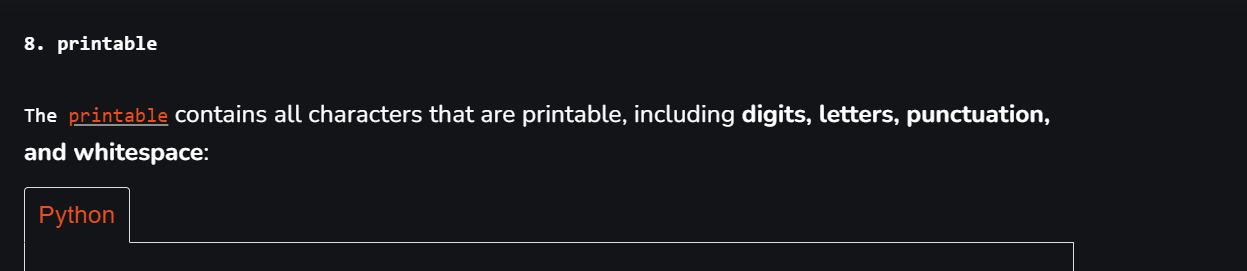 8. printable
The printable contains all characters that are printable, including digits, letters, punctuation,
and whitespace:
Python